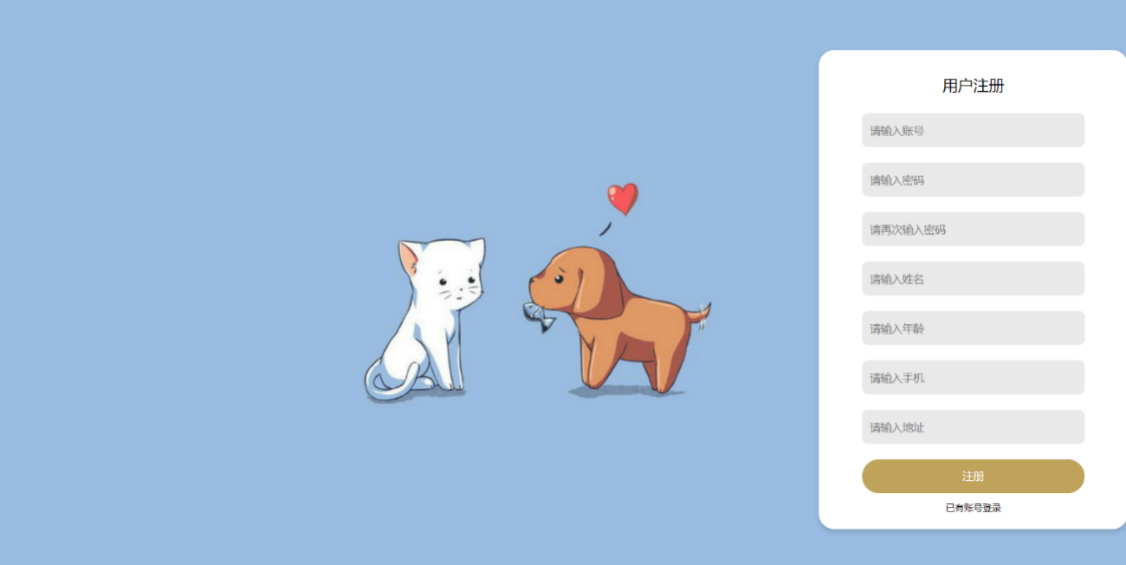 用户注册
请输入账号
请输入密码
请再次输入密码
请输入姓名
请输入年龄
请输入手机
请输入地址
注册
已有账号登录